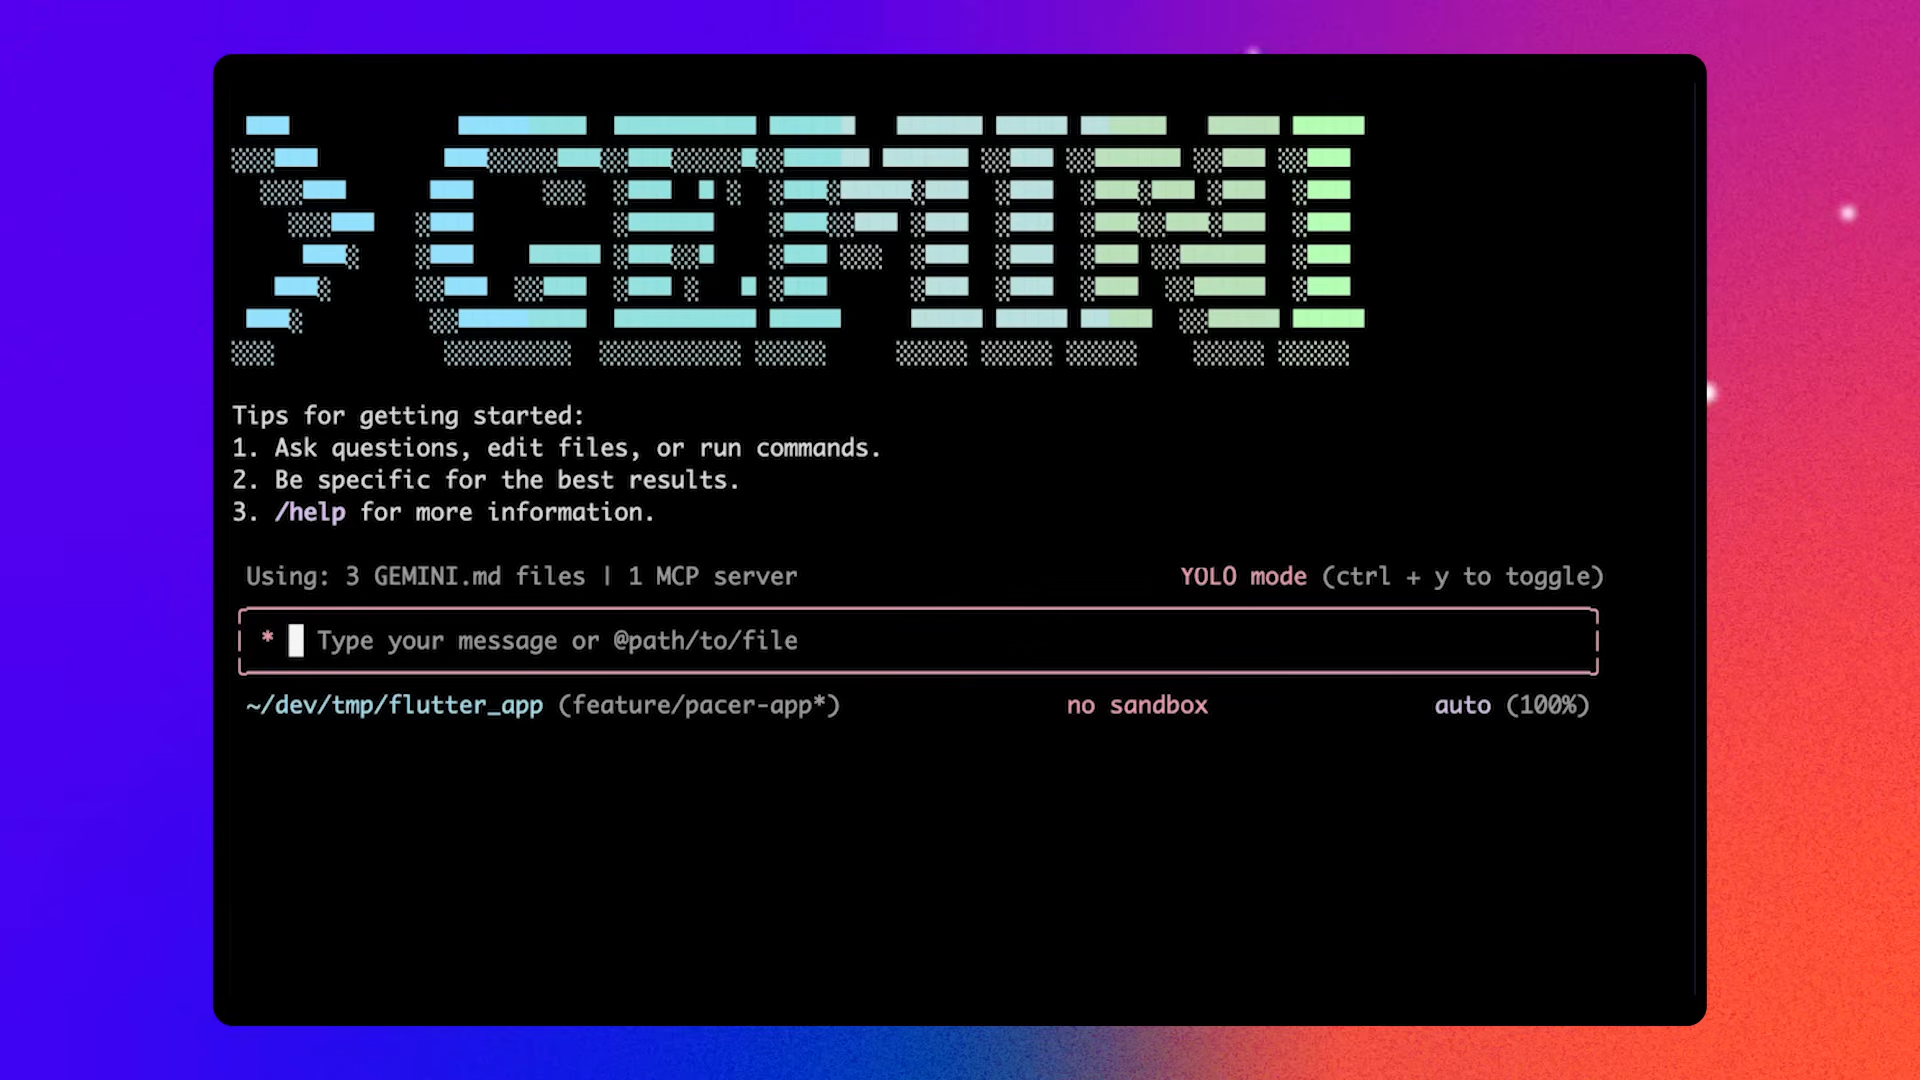 > GEMINI
Tips for getting started:
1. Ask questions, edit files, or run commands.
2. Be specific for the best results.
3. /help for more information.
Using: 3 GEMINI.md files | 1 MCP server YOLO mode (ctrl + y to toggle)
* Type your message or @path/to/file
~/dev/tmp/flutter_app (feature/pacer-app*) no sandbox auto (100%)